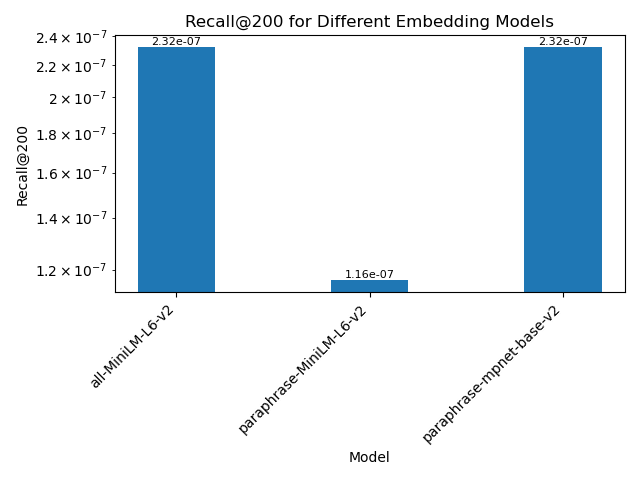 Recall@200 for Different Embedding Models
2.4 × 10⁻⁷
2.2 × 10⁻⁷
2 × 10⁻⁷
1.8 × 10⁻⁷
1.6 × 10⁻⁷
1.4 × 10⁻⁷
1.2 × 10⁻⁷
Recall@200
2.32e-07
1.16e-07
2.32e-07
all-MiniLM-L6-v2
paraphrase-MiniLM-L6-v2
paraphrase-mpnet-base-v2
Model